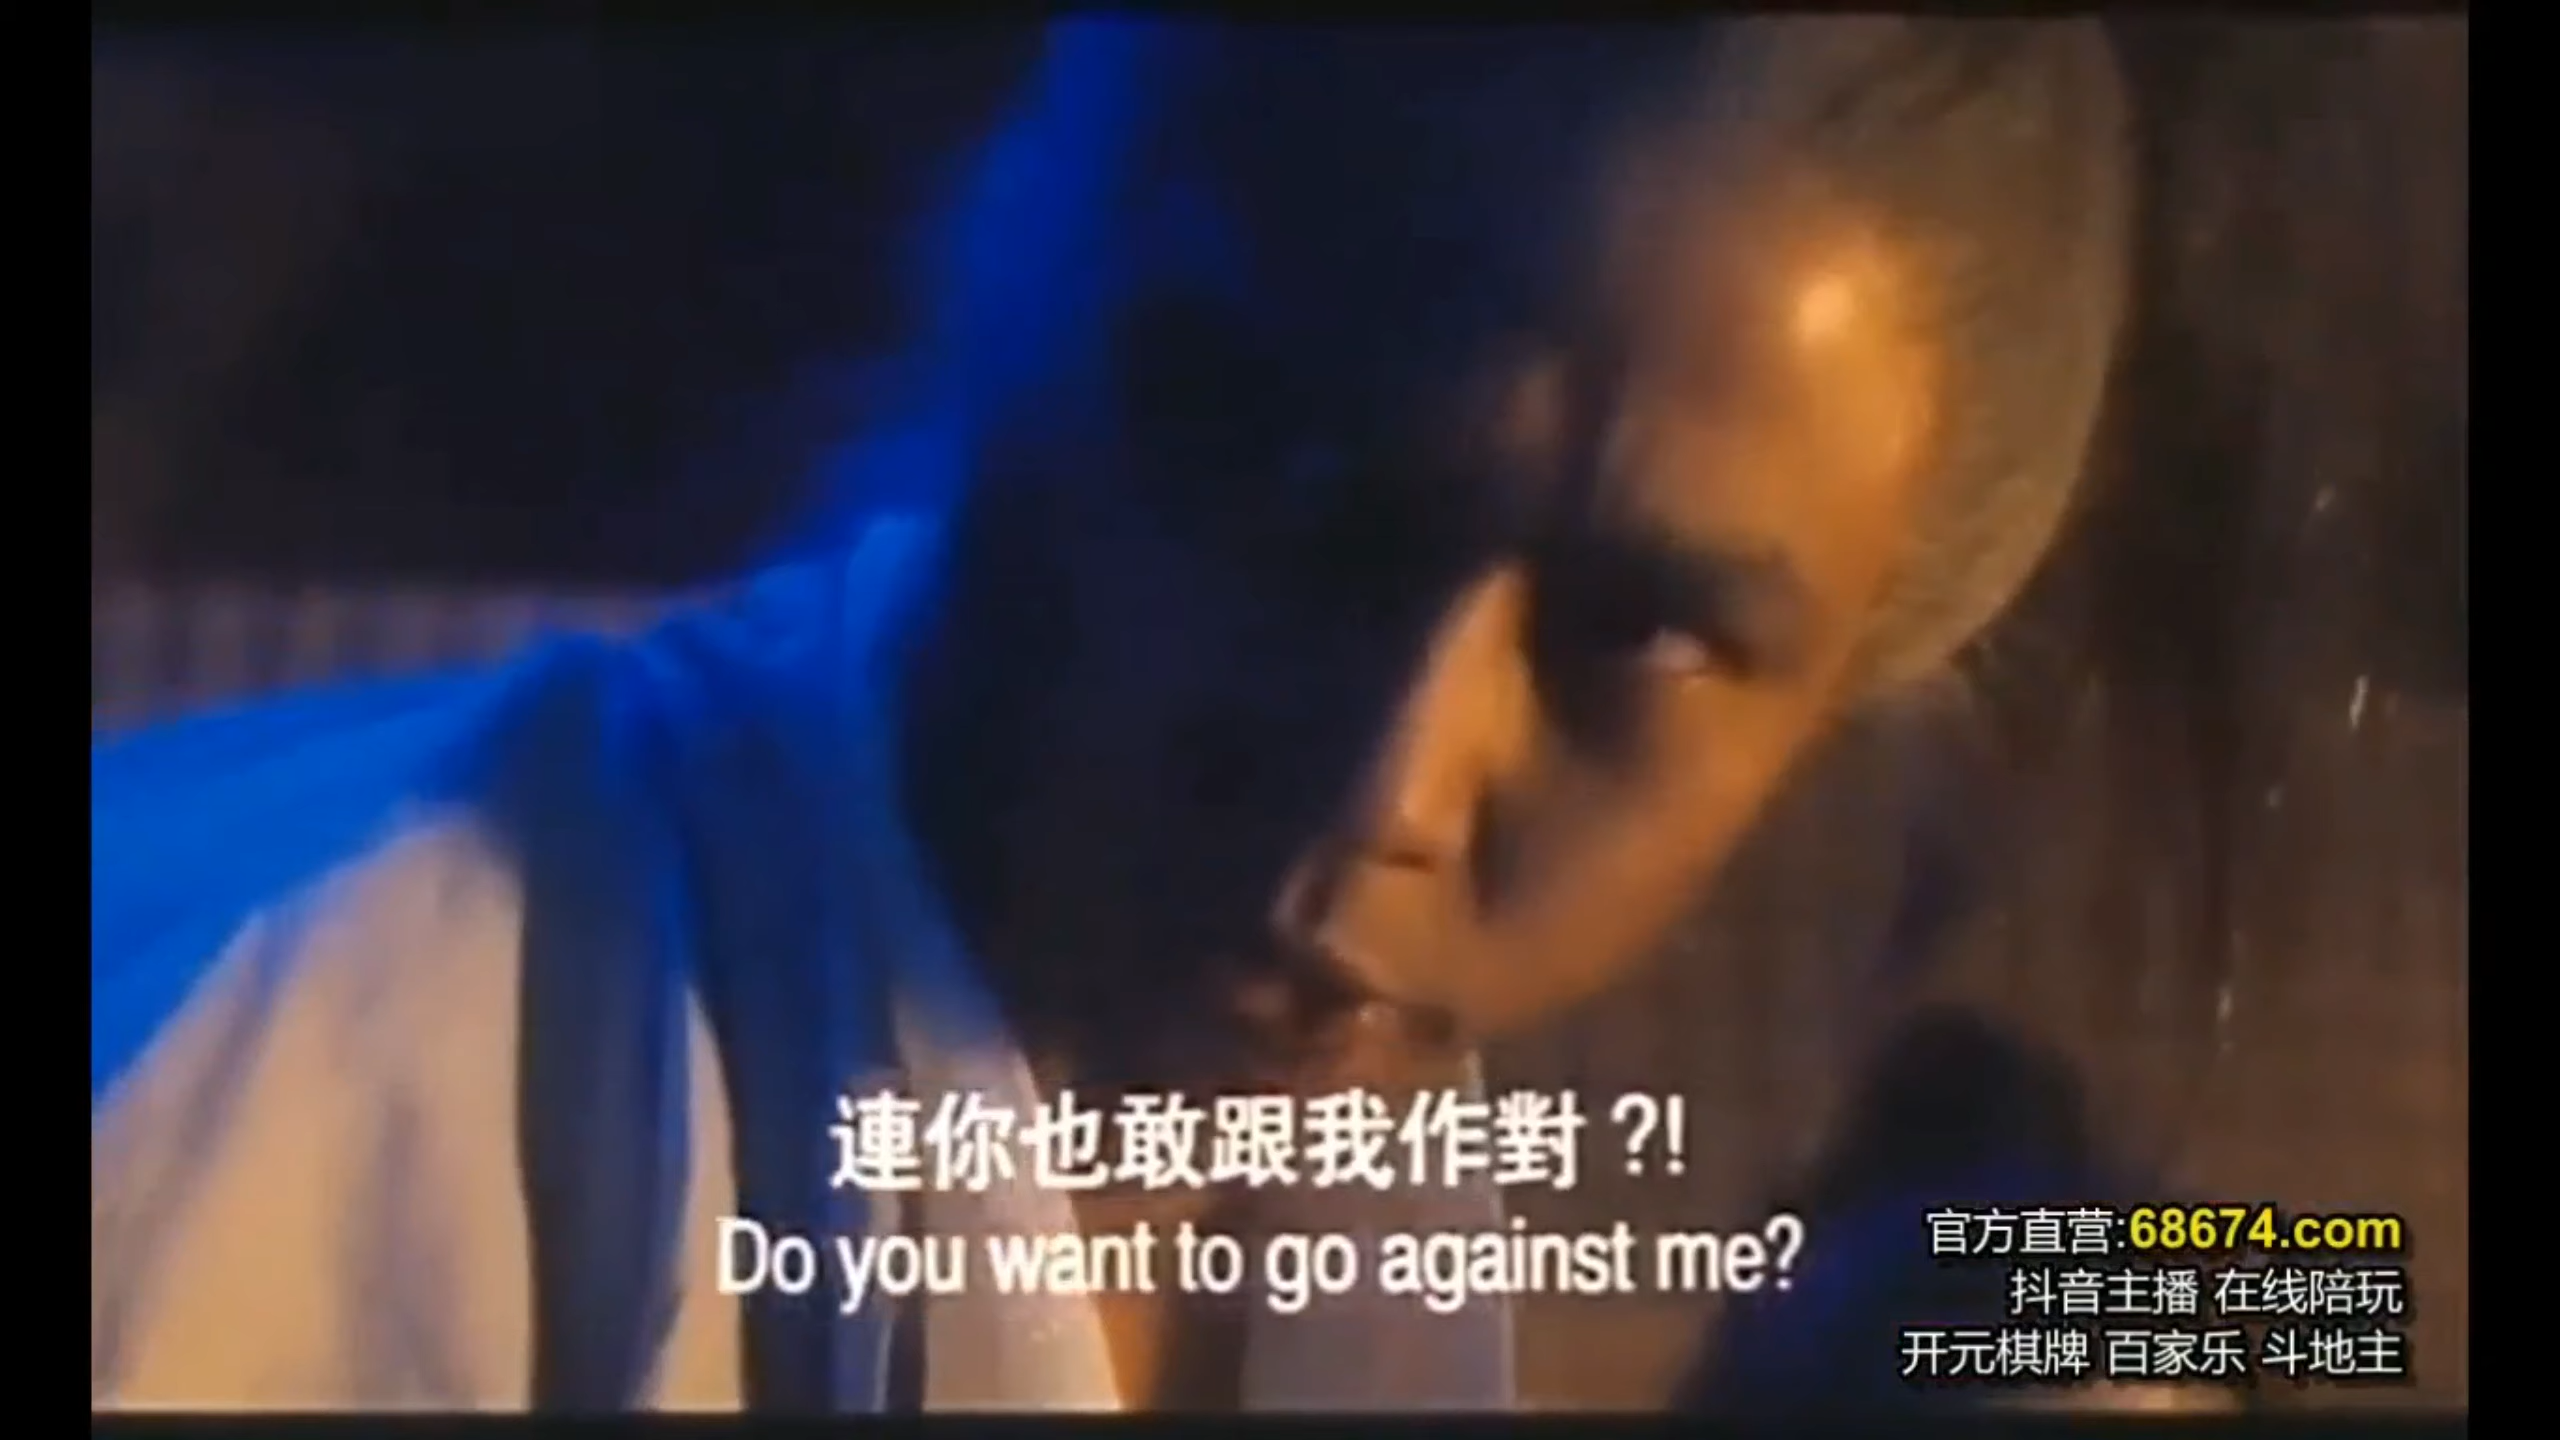 連你也敢跟我作對?!
Do you want to go against me?
官方直营:68674.com
抖音主播 在线陪玩
开元棋牌 百家乐 斗地主